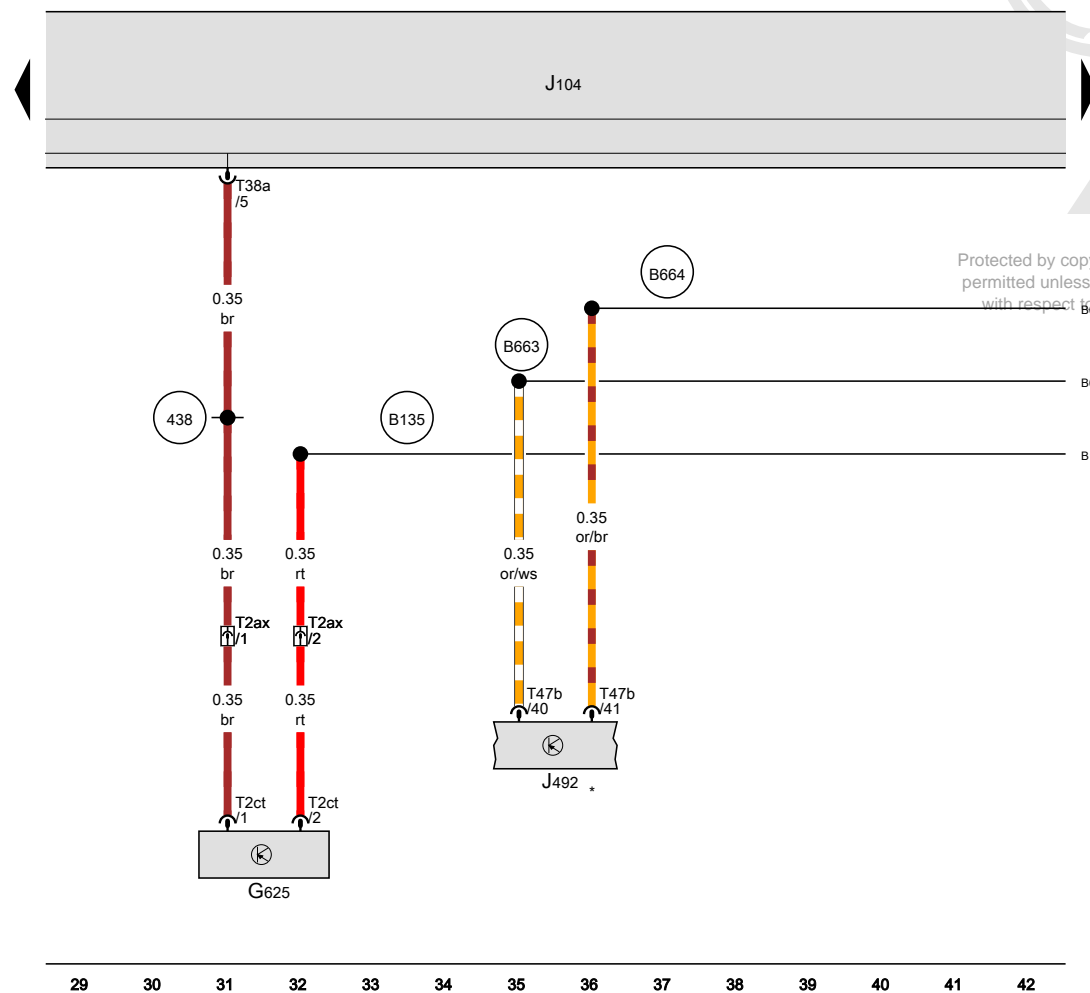 J104
T38a
/5
B664
Protected by cop
permitted unless
with respect to
0.35
br
B663
438
B135
0.35
or/br
0.35
br
0.35
rt
0.35
or/ws
T2ax
/1
T2ax
/2
0.35
br
0.35
rt
T47b
/40
T47b
/41
J492 *
T2ct
/1
T2ct
/2
G625
29 30 31 32 33 34 35 36 37 38 39 40 41 42